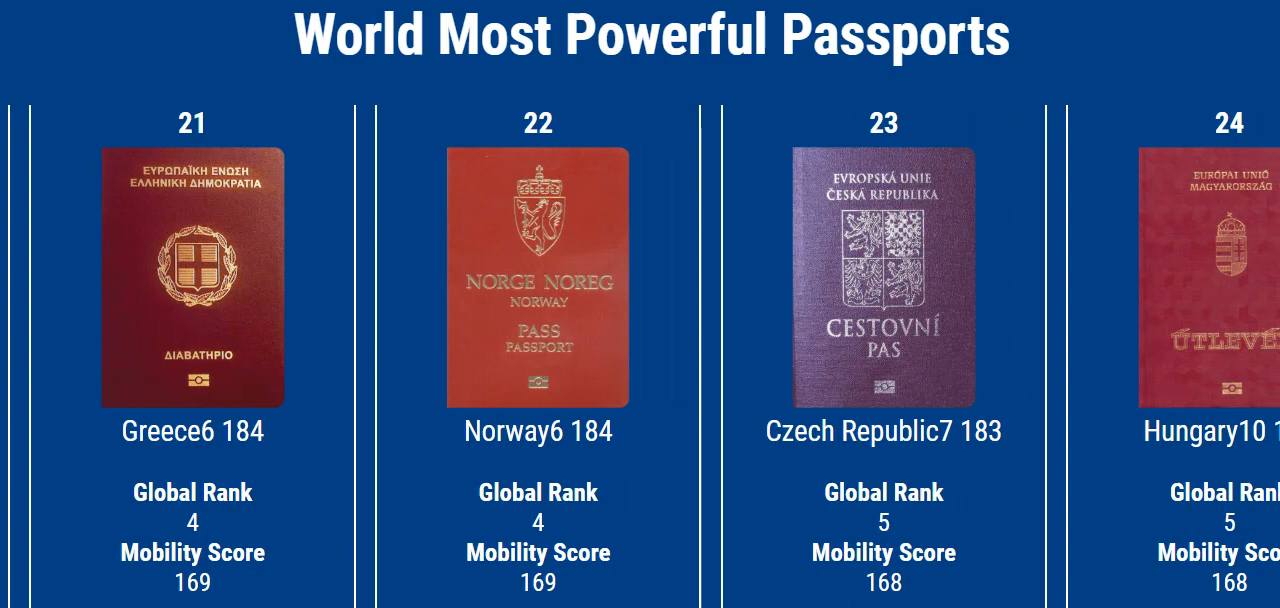 World Most Powerful Passports
21
ΕΥΡΩΠΑΪΚΗ ΕΝΩΣΗ
ΕΛΛΗΝΙΚΗ ΔΗΜΟΚΡΑΤΙΑ
ΔΙΑΒΑΤΗΡΙΟ
Greece6 184
Global Rank
4
Mobility Score
169
22
NORGE NOREG
NORWAY
PASS
PASSPORT
Norway6 184
Global Rank
4
Mobility Score
169
23
EVROPSKÁ UNIE
ČESKÁ REPUBLIKA
CESTOVNÍ
PAS
Czech Republic7 183
Global Rank
5
Mobility Score
168
24
EURÓPAI UNIÓ
MAGYARORSZÁG
Hungary10
Global
5
Mobility
168